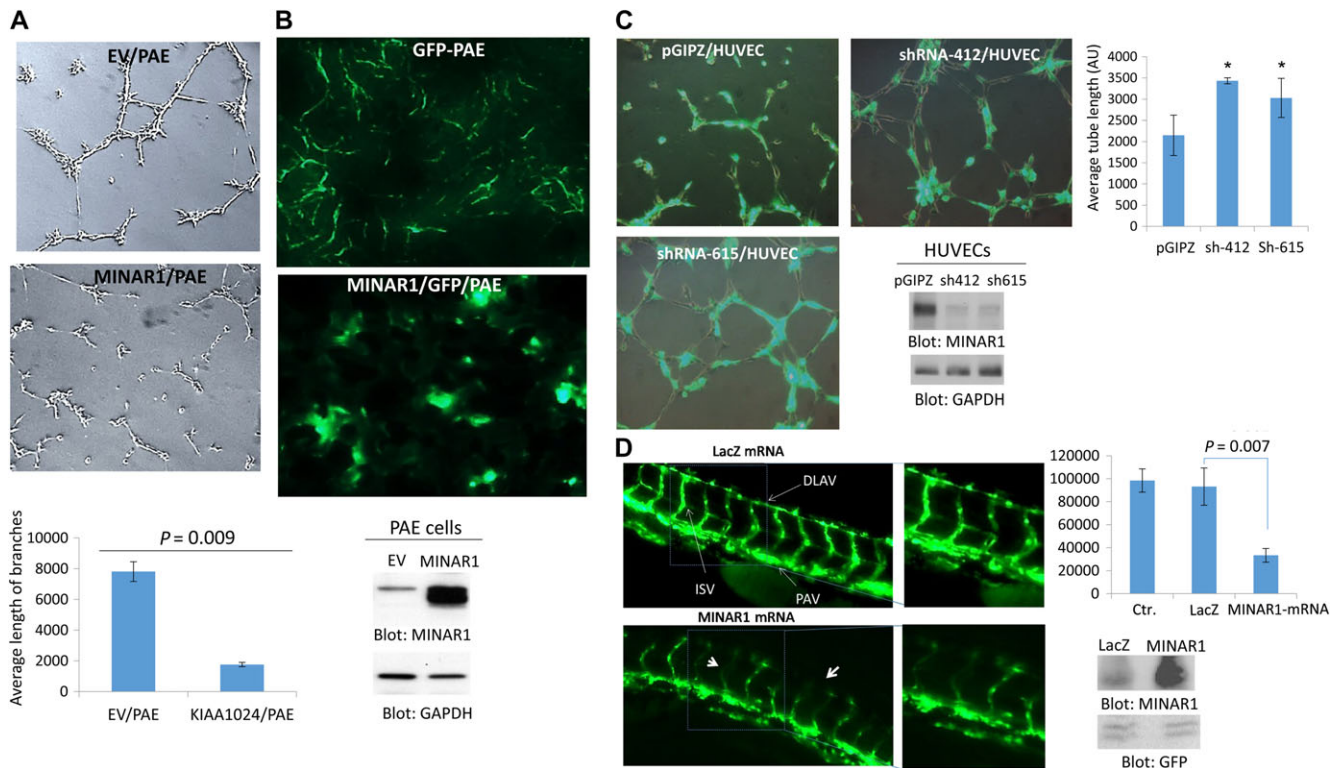 A
EV/PAE
MINAR1/PAE
Average length of branches
P = 0.009
10000
8000
6000
4000
2000
0
EV/PAE KIAA1024/PAE
B
GFP-PAE
MINAR1/GFP/PAE
PAE cells
EV MINAR1
Blot: MINAR1
Blot: GAPDH
C
pGIPZ/HUVEC
shRNA-412/HUVEC
shRNA-615/HUVEC
HUVECs
pGIPZ sh412 sh615
Blot: MINAR1
Blot: GAPDH
Average tube length (AU)
4000
3500
3000
2500
2000
1500
1000
500
0
* *
pGIPZ sh-412 Sh-615
D
LacZ mRNA
DLAV
ISV
PAV
MINAR1 mRNA
P = 0.007
120000
100000
80000
60000
40000
20000
0
Ctr. LacZ MINAR1-mRNA
LacZ MINAR1
Blot: MINAR1
Blot: GFP